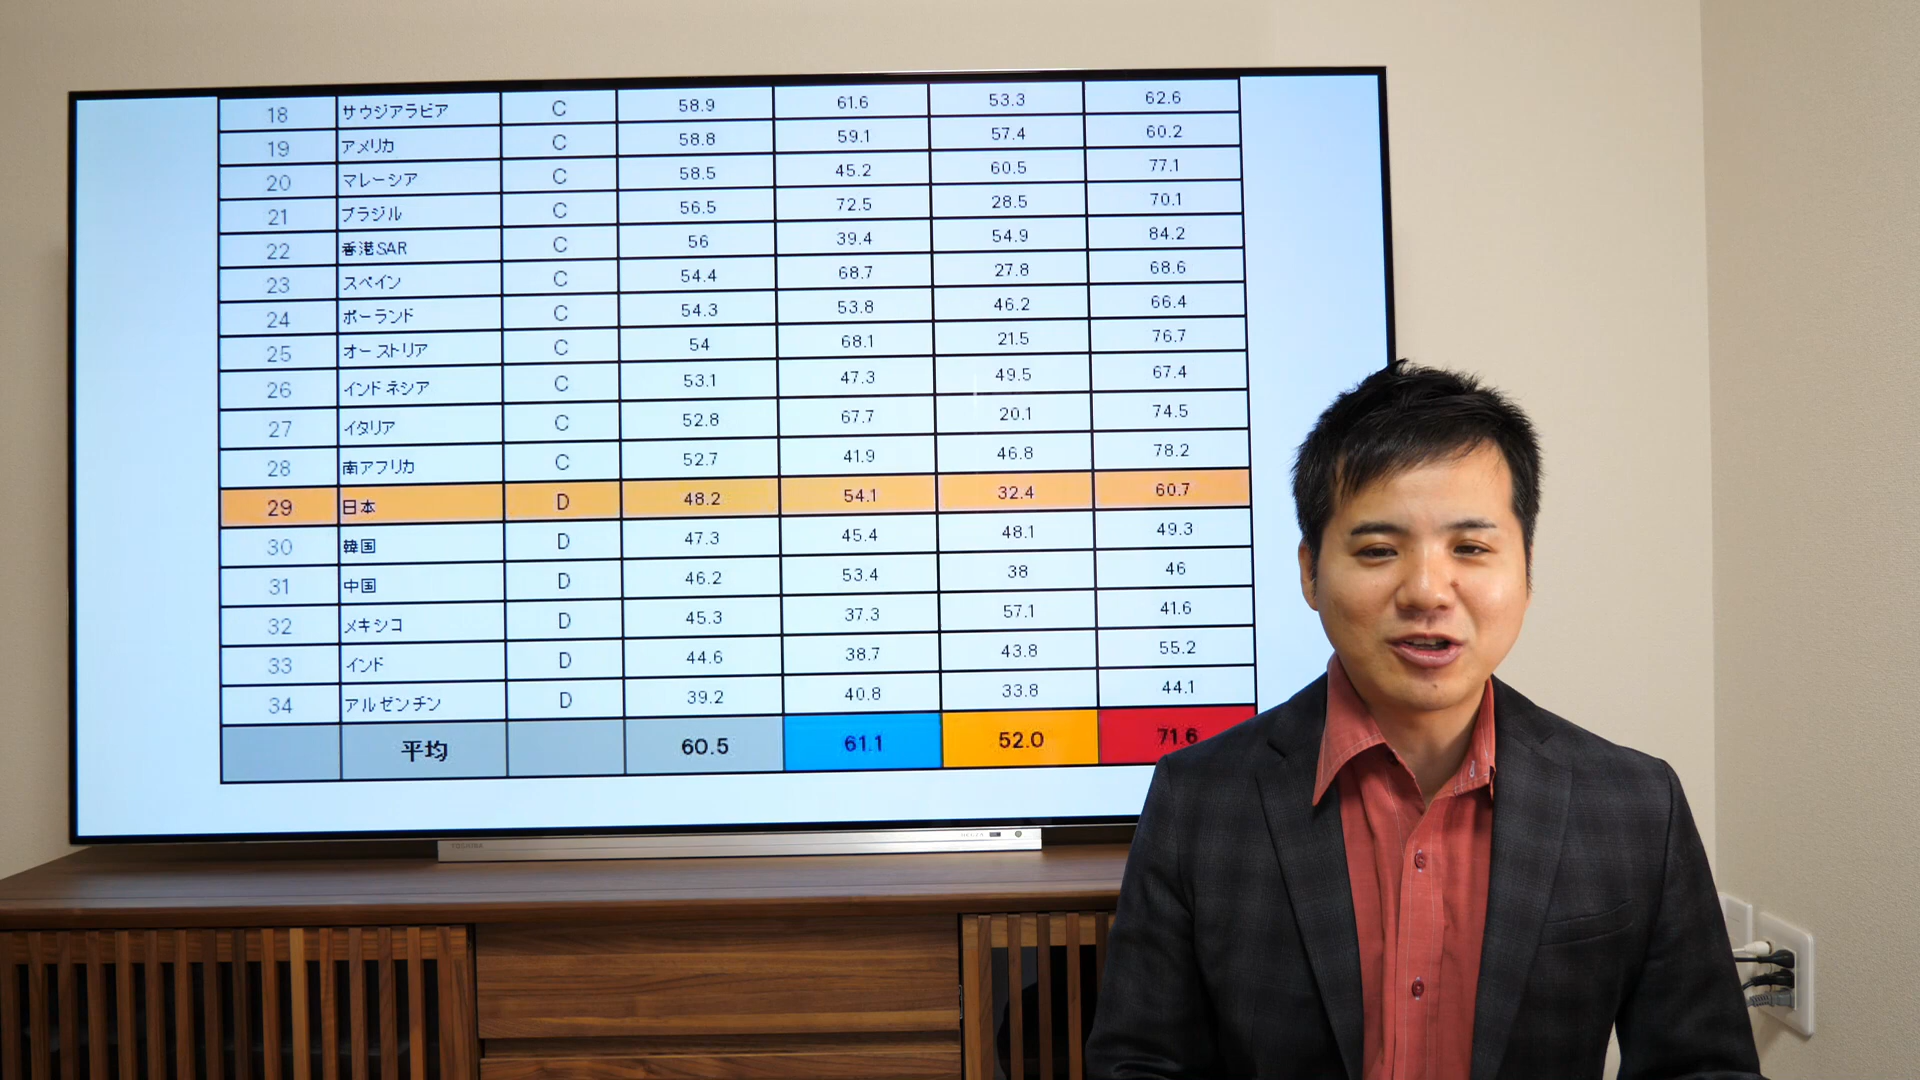 18 サウジアラビア C 58.9 61.6 53.3 62.6
19 アメリカ C 58.8 59.1 57.4 60.2
20 マレーシア C 58.5 45.2 60.5 77.1
21 ブラジル C 56.5 72.5 28.5 70.1
22 香港SAR C 56 39.4 54.9 84.2
23 スペイン C 54.4 68.7 27.8 68.6
24 ポーランド C 54.3 53.8 46.2 66.4
25 オーストリア C 54 68.1 21.5 76.7
26 インドネシア C 53.1 47.3 49.5 67.4
27 イタリア C 52.8 67.7 20.1 74.5
28 南アフリカ C 52.7 41.9 46.8 78.2
29 日本 D 48.2 54.1 32.4 60.7
30 韓国 D 47.3 45.4 48.1 49.3
31 中国 D 46.2 53.4 38 46
32 メキシコ D 45.3 37.3 57.1 41.6
33 インド D 44.6 38.7 43.8 55.2
34 アルゼンチン D 39.2 40.8 33.8 44.1
平均 60.5 61.1 52.0 71.6
TOSHIBA REGZA